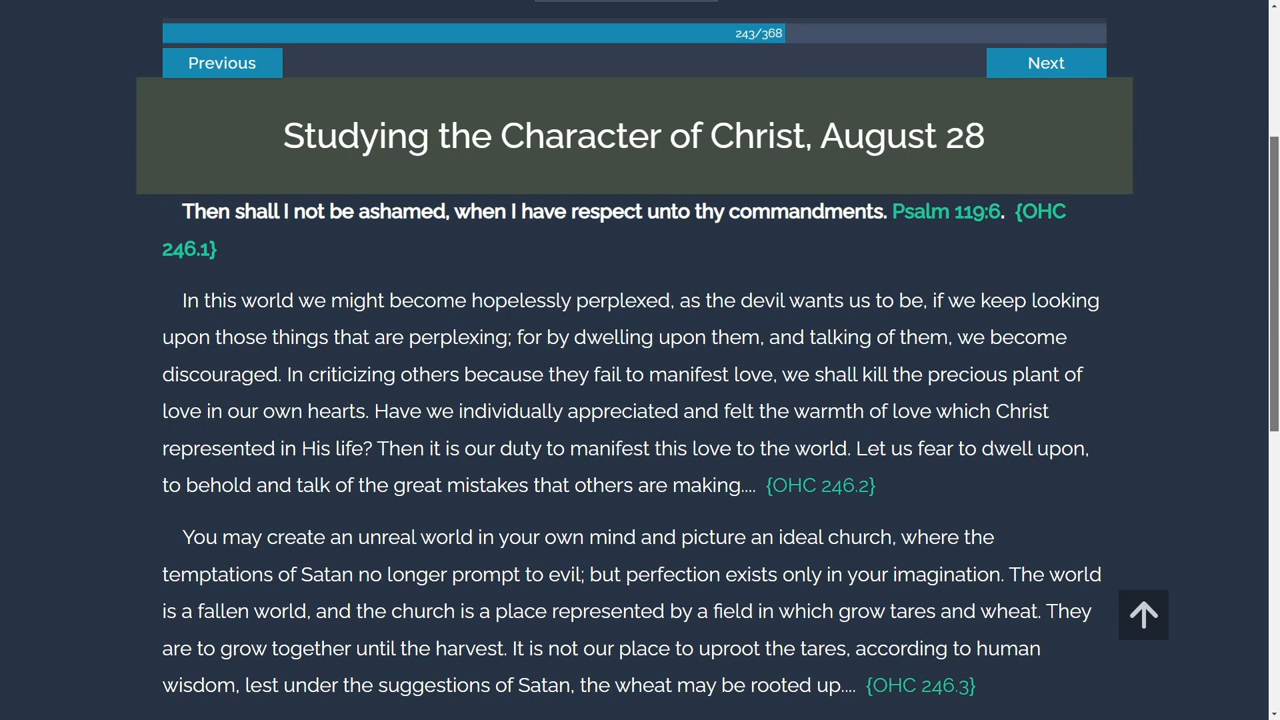 243/368
Previous
Next
Studying the Character of Christ, August 28
Then shall I not be ashamed, when I have respect unto thy commandments. Psalm 119:6. {OHC
246.1}
In this world we might become hopelessly perplexed, as the devil wants us to be, if we keep looking
upon those things that are perplexing; for by dwelling upon them, and talking of them, we become
discouraged. In criticizing others because they fail to manifest love, we shall kill the precious plant of
love in our own hearts. Have we individually appreciated and felt the warmth of love which Christ
represented in His life? Then it is our duty to manifest this love to the world. Let us fear to dwell upon,
to behold and talk of the great mistakes that others are making.... {OHC 246.2}
You may create an unreal world in your own mind and picture an ideal church, where the
temptations of Satan no longer prompt to evil; but perfection exists only in your imagination. The world
is a fallen world, and the church is a place represented by a field in which grow tares and wheat. They
are to grow together until the harvest. It is not our place to uproot the tares, according to human
wisdom, lest under the suggestions of Satan, the wheat may be rooted up.... {OHC 246.3}